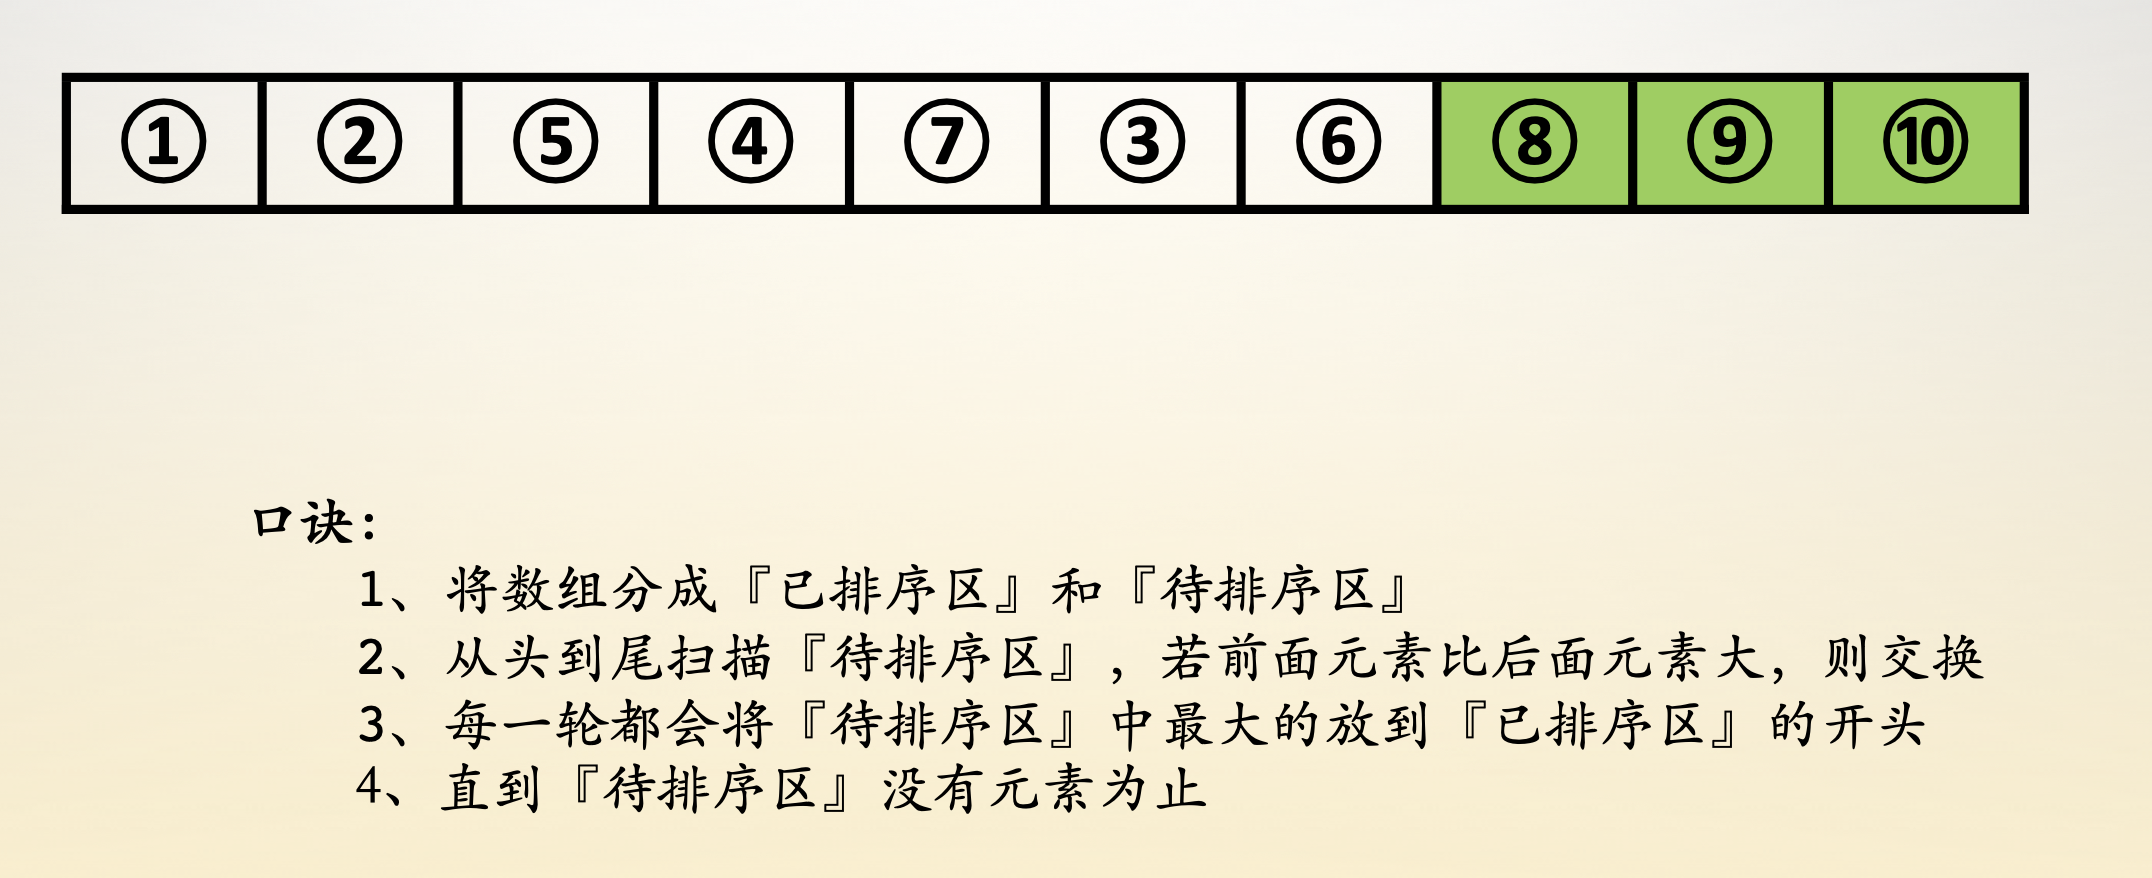 ① ② ⑤ ④ ⑦ ③ ⑥ ⑧ ⑨ ⑩
口诀:
1、将数组分成『已排序区』和『待排序区』
2、从头到尾扫描『待排序区』,若前面元素比后面元素大,则交换
3、每一轮都会将『待排序区』中最大的放到『已排序区』的开头
4、直到『待排序区』没有元素为止